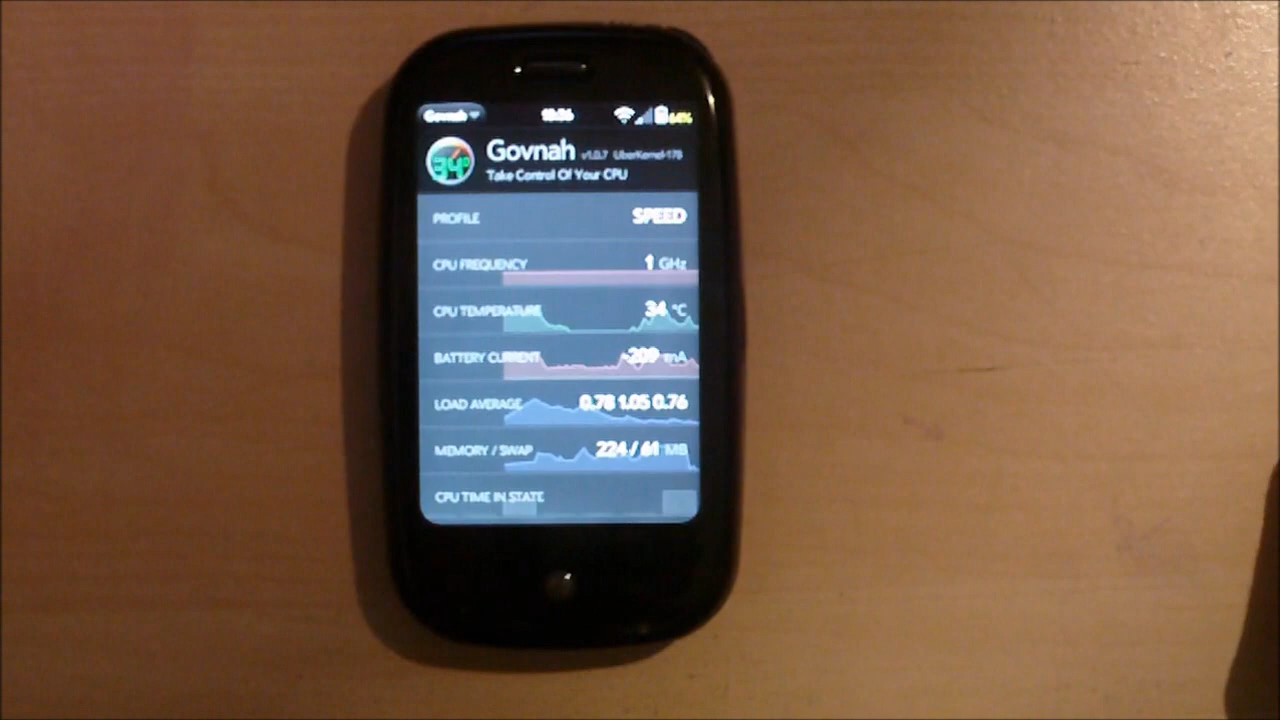 Govnah 64%
34°
Govnah v1.0.7 UberKernel-178
Take Control Of Your CPU
PROFILE SPEED
CPU FREQUENCY 1 GHz
CPU TEMPERATURE 34 °C
BATTERY CURRENT -209 mA
LOAD AVERAGE 0.78 1.05 0.76
MEMORY / SWAP 224 / 61 MB
CPU TIME IN STATE